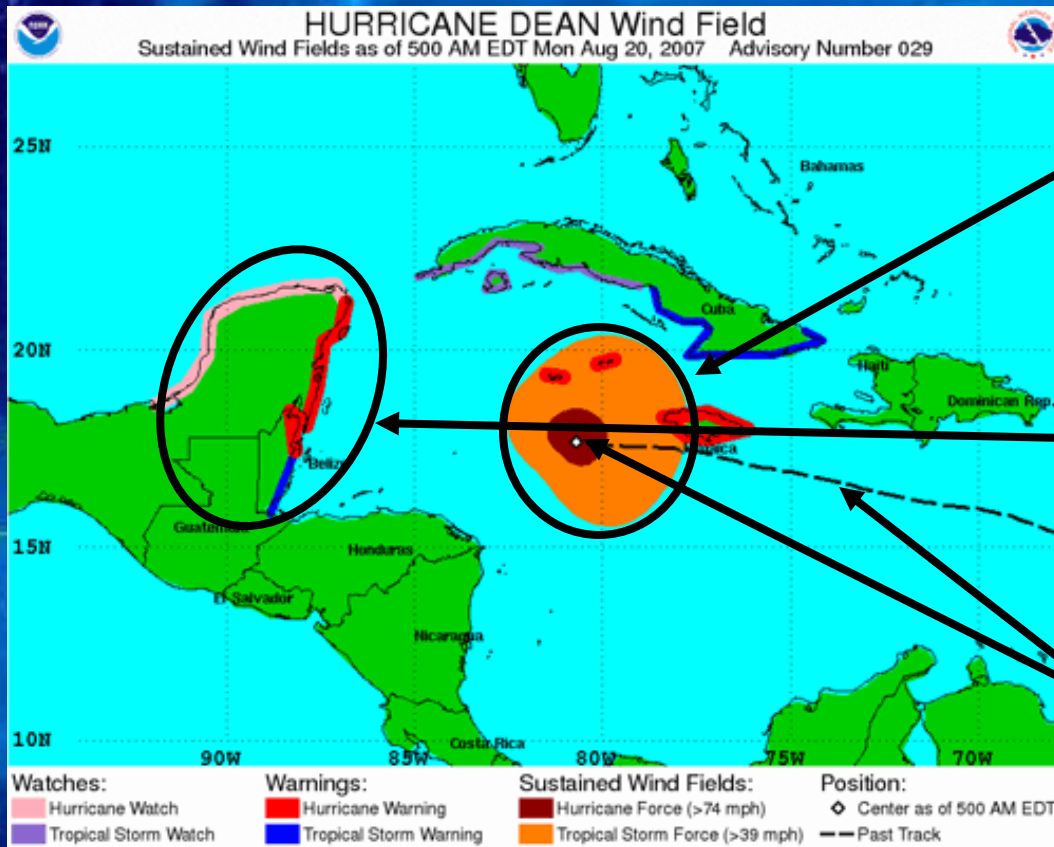 HURRICANE DEAN Wind Field
Sustained Wind Fields as of 500 AM EDT Mon Aug 20, 2007 Advisory Number 029
25N
Bahamas
Cuba
20N
Haiti
Dominican Rep.
Jamaica
Belize
Guatemala
15N
Honduras
El Salvador
Nicaragua
10N
Costa Rica
90W 85W 80W 75W 70W
Watches: Warnings: Sustained Wind Fields: Position:
Hurricane Watch Hurricane Warning Hurricane Force (>74 mph) Center as of 500 AM EDT
Tropical Storm Watch Tropical Storm Warning Tropical Storm Force (>39 mph) Past Track